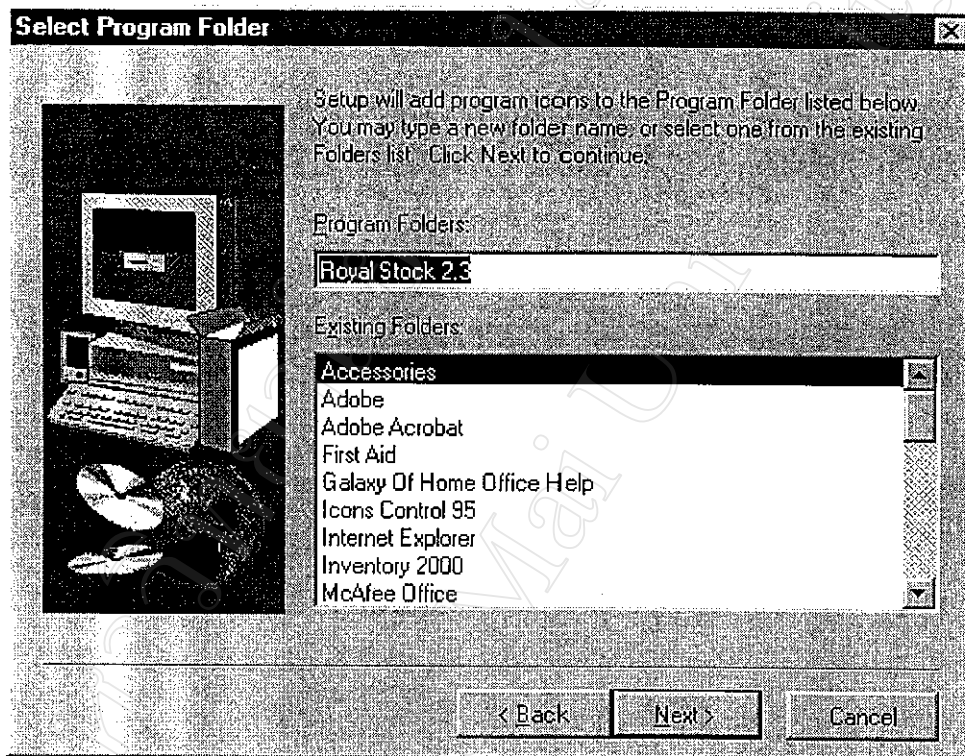 Select Program Folder
Setup will add program icons to the Program Folder listed below.
You may type a new folder name, or select one from the existing
Folders list. Click Next to continue.
Program Folders:
Royal Stock 2.3
Existing Folders:
Accessories
Adobe
Adobe Acrobat
First Aid
Galaxy Of Home Office Help
Icons Control 95
Internet Explorer
Inventory 2000
McAfee Office
< Back
Next >
Cancel